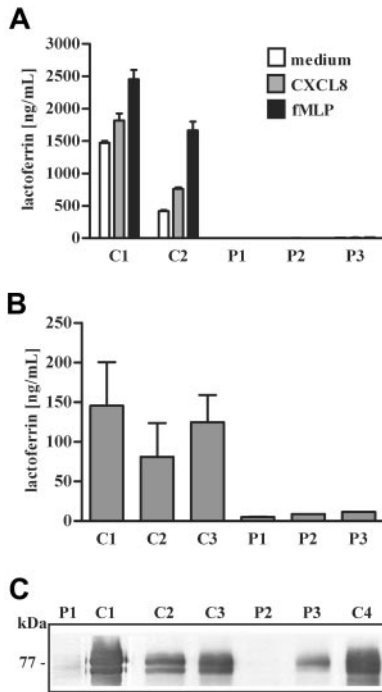 A
lactoferrin [ng/mL]
3000
2500
2000
1500
1000
500
0
medium
CXCL8
fMLP
C1 C2 P1 P2 P3
B
lactoferrin [ng/mL]
250
200
150
100
50
0
C1 C2 C3 P1 P2 P3
C
kDa P1 C1 C2 C3 P2 P3 C4
77 -